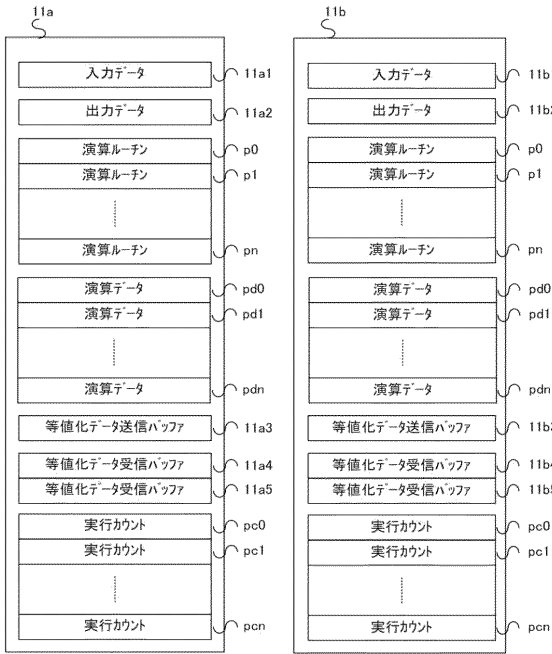 11a
入力データ 11a1
出力データ 11a2
演算ルーチン p0
演算ルーチン p1
演算ルーチン pn
演算データ pd0
演算データ pd1
演算データ pdn
等値化データ送信バッファ 11a3
等値化データ受信バッファ 11a4
等値化データ受信バッファ 11a5
実行カウント pc0
実行カウント pc1
実行カウント pcn
11b
入力データ 11b
出力データ 11b2
演算ルーチン p0
演算ルーチン p1
演算ルーチン pn
演算データ pd0
演算データ pd1
演算データ pdn
等値化データ送信バッファ 11b3
等値化データ受信バッファ 11b4
等値化データ受信バッファ 11b5
実行カウント pc0
実行カウント pc1
実行カウント pcn